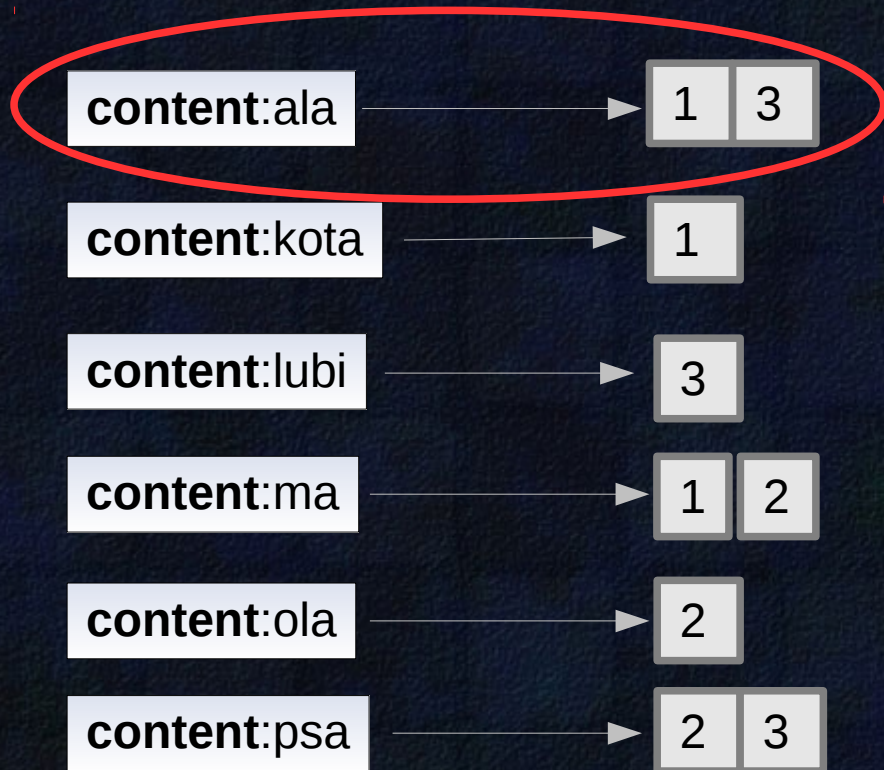 content:ala 1 3
content:kota 1
content:lubi 3
content:ma 1 2
content:ola 2
content:psa 2 3